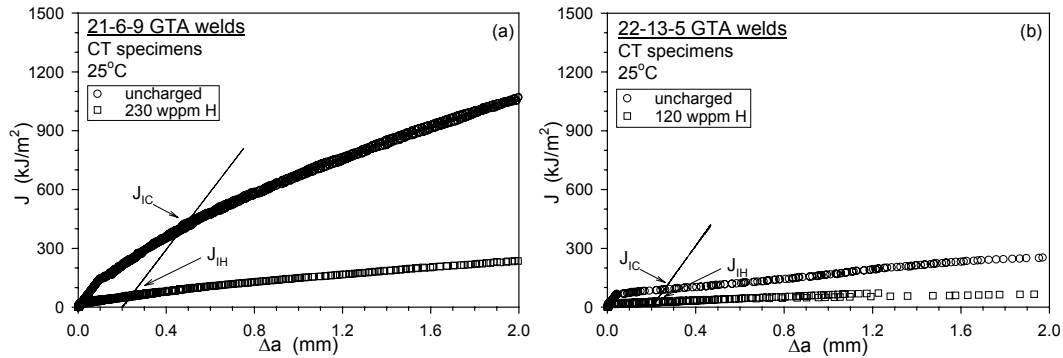 21-6-9 GTA welds
(a)
CT specimens
25°C
uncharged
230 wppm H
J_IC
J_IH
J (kJ/m²)
1500
1200
900
600
300
0
0.0 0.4 0.8 1.2 1.6 2.0
Δa (mm)
22-13-5 GTA welds
(b)
CT specimens
25°C
uncharged
120 wppm H
J_IC
J_IH
J (kJ/m²)
1500
1200
900
600
300
0
0.0 0.4 0.8 1.2 1.6 2.0
Δa (mm)